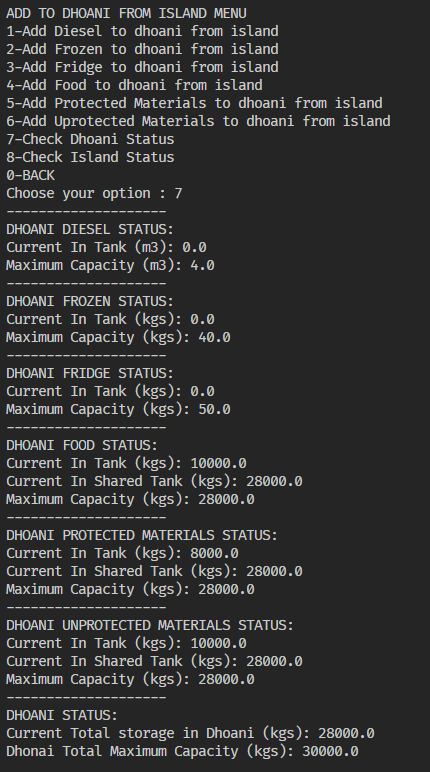 ADD TO DHOANI FROM ISLAND MENU
1-Add Diesel to dhoani from island
2-Add Frozen to dhoani from island
3-Add Fridge to dhoani from island
4-Add Food to dhoani from island
5-Add Protected Materials to dhoani from island
6-Add Uprotected Materials to dhoani from island
7-Check Dhoani Status
8-Check Island Status
0-BACK
Choose your option : 7
--------------------
DHOANI DIESEL STATUS:
Current In Tank (m3): 0.0
Maximum Capacity (m3): 4.0
--------------------
DHOANI FROZEN STATUS:
Current In Tank (kgs): 0.0
Maximum Capacity (kgs): 40.0
--------------------
DHOANI FRIDGE STATUS:
Current In Tank (kgs): 0.0
Maximum Capacity (kgs): 50.0
--------------------
DHOANI FOOD STATUS:
Current In Tank (kgs): 10000.0
Current In Shared Tank (kgs): 28000.0
Maximum Capacity (kgs): 28000.0
--------------------
DHOANI PROTECTED MATERIALS STATUS:
Current In Tank (kgs): 8000.0
Current In Shared Tank (kgs): 28000.0
Maximum Capacity (kgs): 28000.0
--------------------
DHOANI UNPROTECTED MATERIALS STATUS:
Current In Tank (kgs): 10000.0
Current In Shared Tank (kgs): 28000.0
Maximum Capacity (kgs): 28000.0
--------------------
DHOANI STATUS:
Current Total storage in Dhoani (kgs): 28000.0
Dhonai Total Maximum Capacity (kgs): 30000.0